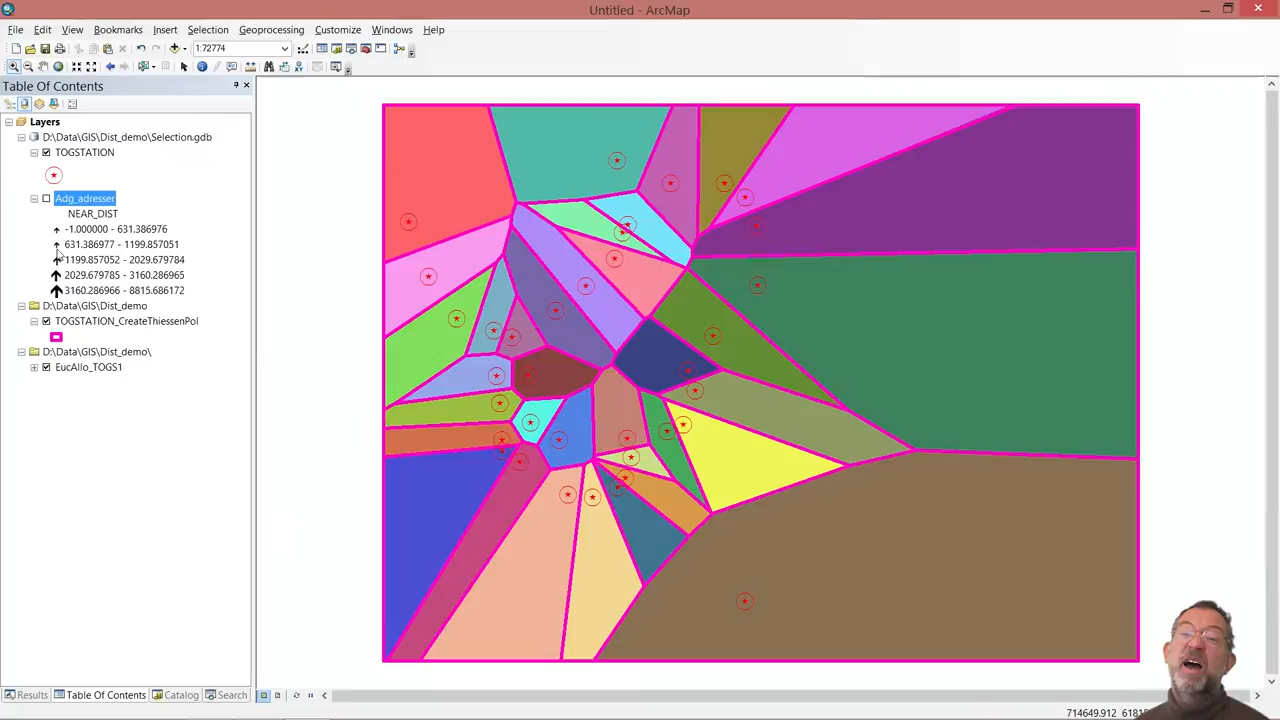 Untitled - ArcMap
File Edit View Bookmarks Insert Selection Geoprocessing Customize Windows Help
1:72774
Table Of Contents
Layers
D:\Data\GIS\Dist_demo\Selection.gdb
TOGSTATION
Adg_adresser
NEAR_DIST
-1.000000 - 631.386976
631.386977 - 1199.857051
1199.857052 - 2029.679784
2029.679785 - 3160.286965
3160.286966 - 8815.686172
D:\Data\GIS\Dist_demo
TOGSTATION_CreateThiessenPol
D:\Data\GIS\Dist_demo\
EucAllo_TOGS1
Results Table Of Contents Catalog Search
714649.912 6181